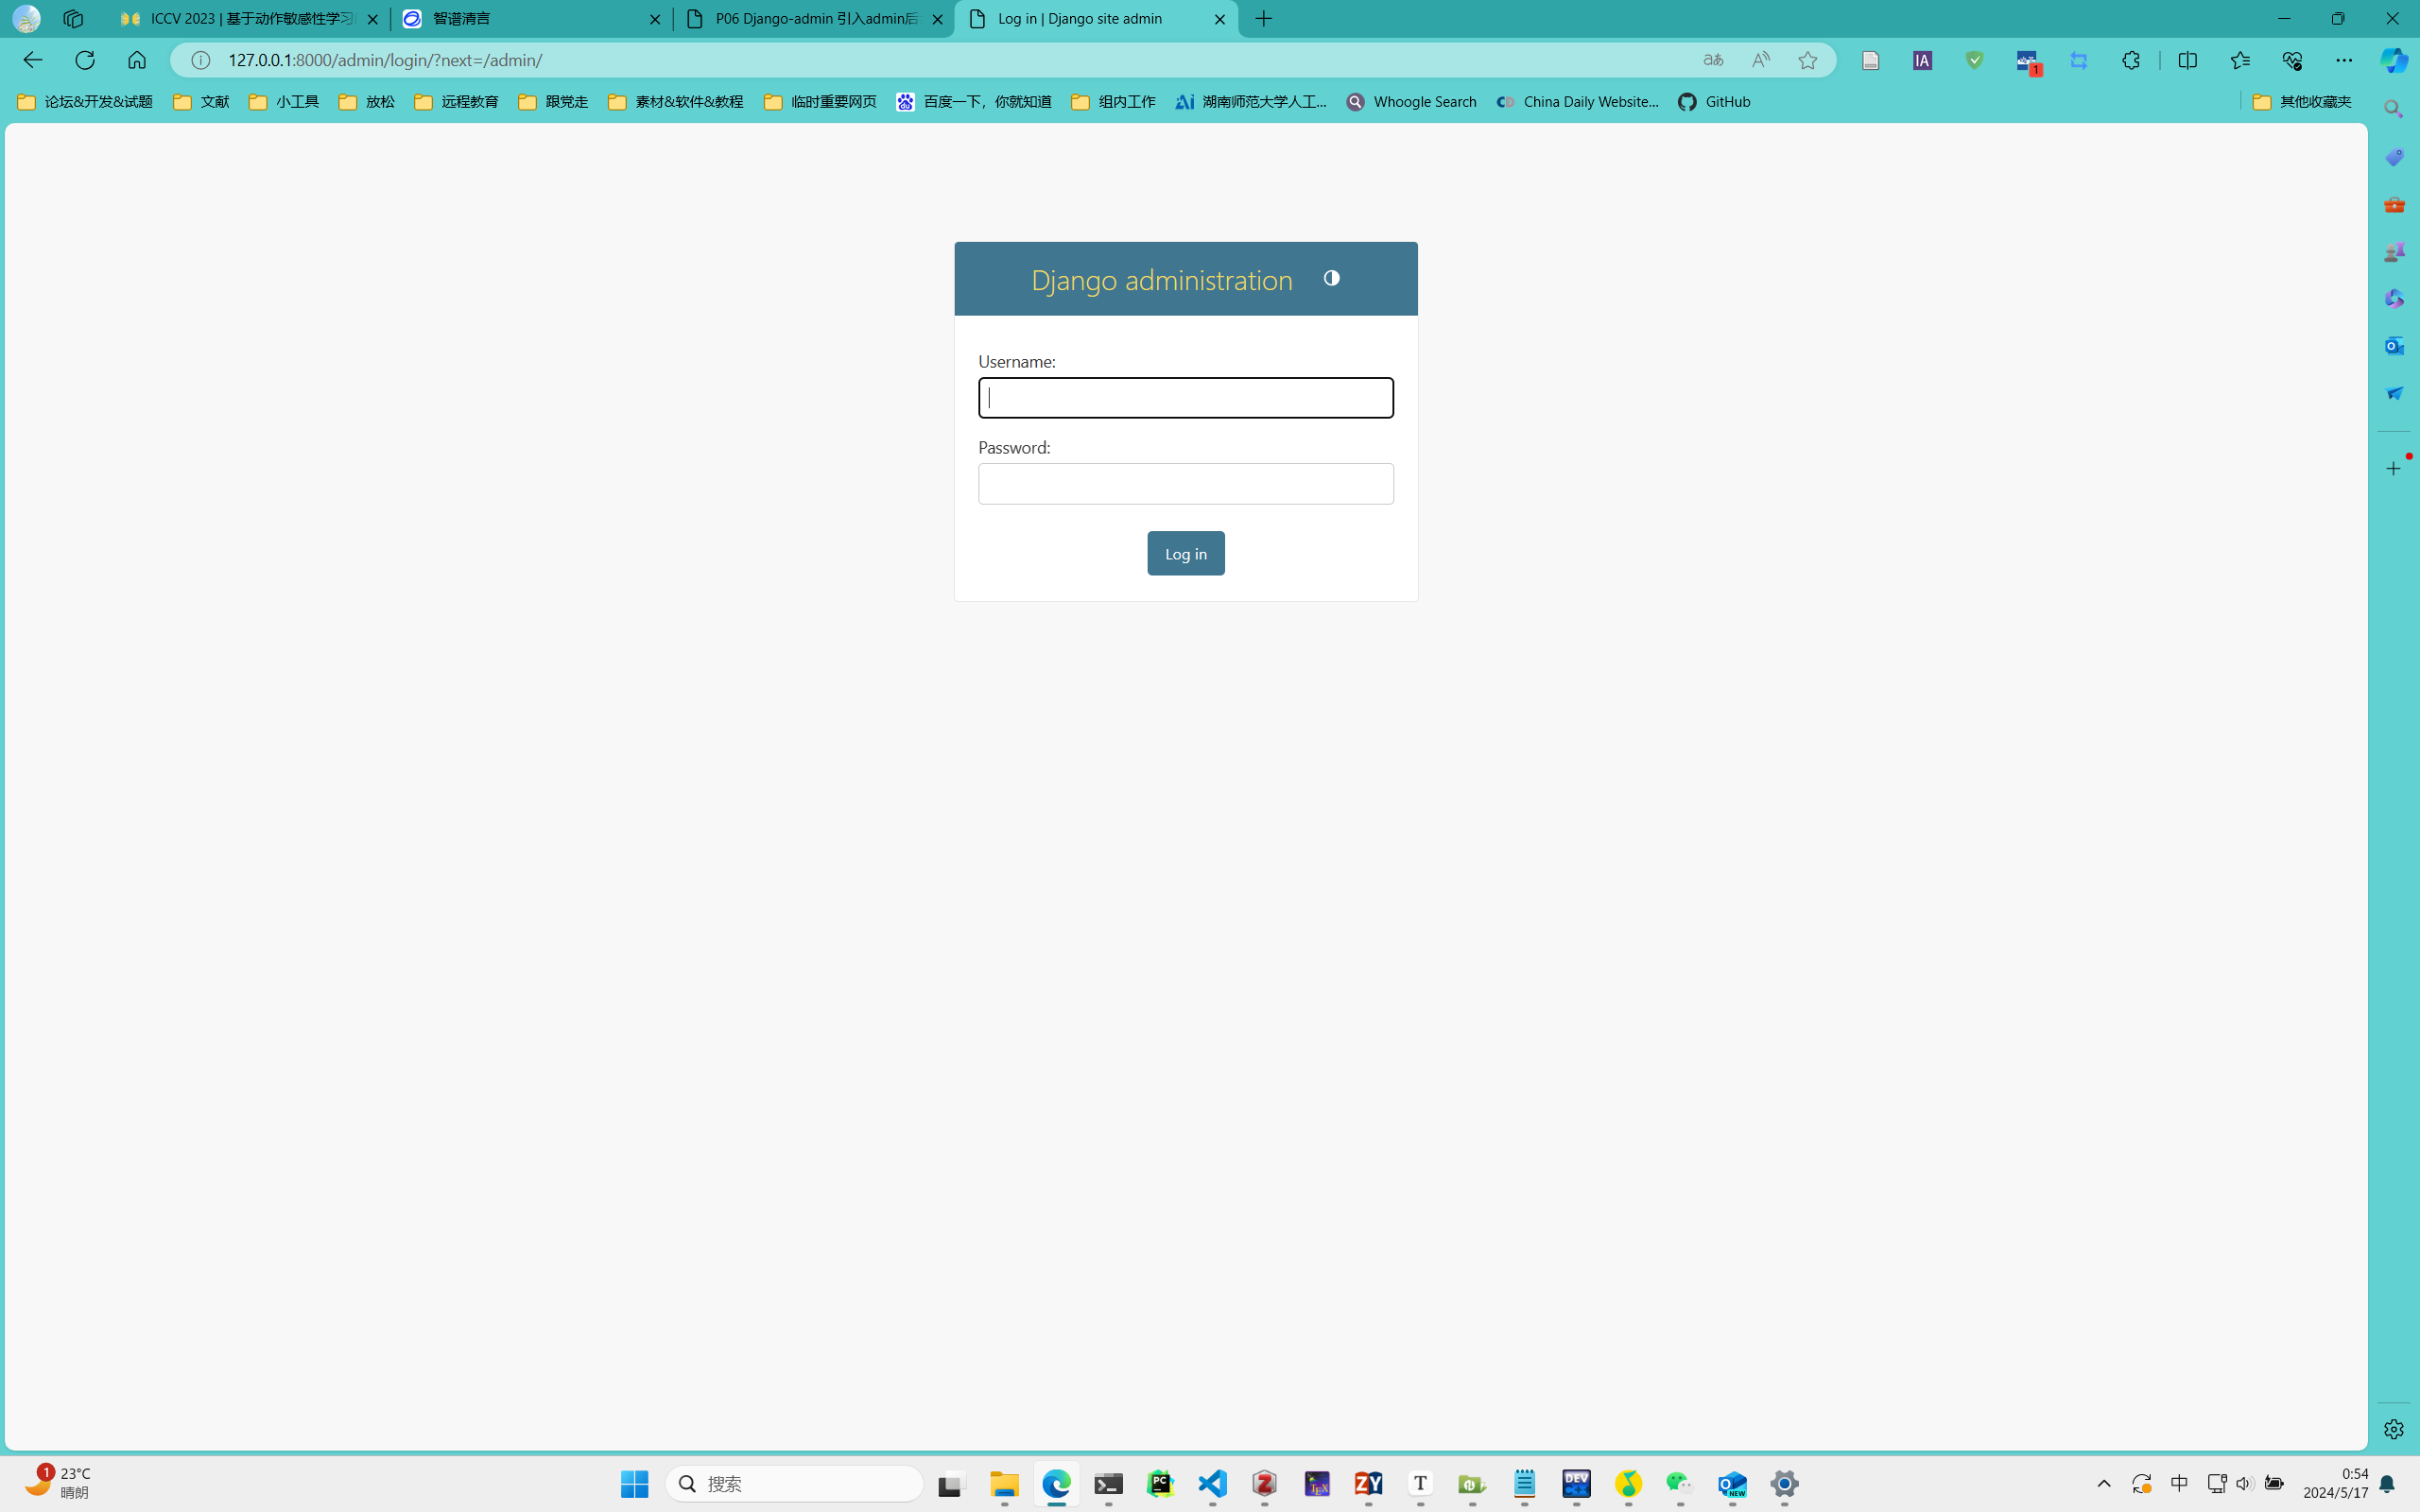 ICCV 2023 | 基于动作敏感性学习
智谱清言
P06 Django-admin 引入admin后
Log in | Django site admin
127.0.0.1:8000/admin/login/?next=/admin/
IA
1
论坛&开发&试题
文献
小工具
放松
远程教育
跟党走
素材&软件&教程
临时重要网页
百度一下，你就知道
组内工作
湖南师范大学人工...
Whoogle Search
China Daily Website...
GitHub
其他收藏夹
Django administration
Username:
Password:
Log in
1
23°C
晴朗
搜索
中
0:54
2024/5/17